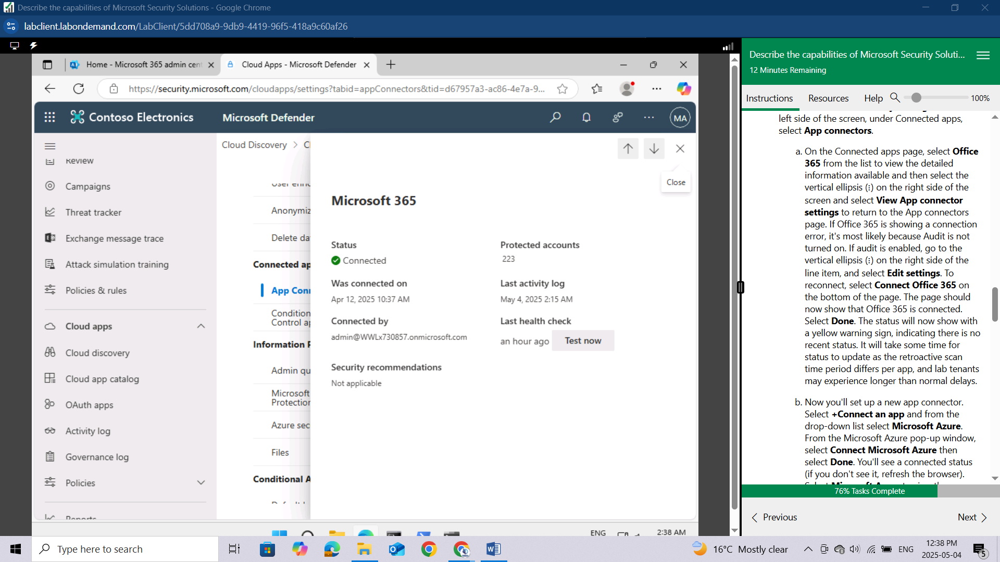 Describe the capabilities of Microsoft Security Solutions - Google Chrome
labclient.labondemand.com/LabClient/5dd708a9-9db9-4419-96f5-418a9c60af26
Home - Microsoft 365 admin cent
Cloud Apps - Microsoft Defender
https://security.microsoft.com/cloudapps/settings?tabid=appConnectors&tid=d67957a3-ac86-4e7a-9...
Contoso Electronics
Microsoft Defender
MA
Review
Campaigns
Threat tracker
Exchange message trace
Attack simulation training
Policies & rules
Cloud apps
Cloud discovery
Cloud app catalog
OAuth apps
Activity log
Governance log
Policies
Reports
Cloud Discovery > Cl
Anonymiz
Delete da
Connected ap
App Conn
Condition
Control ap
Information P
Admin qu
Microsoft
Protection
Azure sec
Files
Conditional A
Close
Microsoft 365
Status
Connected
Protected accounts
223
Was connected on
Apr 12, 2025 10:37 AM
Last activity log
May 4, 2025 2:15 AM
Connected by
admin@WWLx730857.onmicrosoft.com
Last health check
an hour ago
Test now
Security recommendations
Not applicable
ENG
2:38 AM
Describe the capabilities of Microsoft Security Soluti...
12 Minutes Remaining
Instructions
Resources
Help
100%
left side of the screen, under Connected apps,
select App connectors.
a. On the Connected apps page, select Office
365 from the list to view the detailed
information available and then select the
vertical ellipsis (⋮) on the right side of the
screen and select View App connector
settings to return to the App connectors
page. If Office 365 is showing a connection
error, it's most likely because Audit is not
turned on. If audit is enabled, go to the
vertical ellipsis (⋮) on the right side of the
line item, and select Edit settings. To
reconnect, select Connect Office 365 on
the bottom of the page. The page should
now show that Office 365 is connected.
Select Done. The status will now show with
a yellow warning sign, indicating there is no
recent status. It will take some time for
status to update as the retroactive scan
time period differs per app, and lab tenants
may experience longer than normal delays.
b. Now you'll set up a new app connector.
Select +Connect an app and from the
drop-down list select Microsoft Azure.
From the Microsoft Azure pop-up window,
select Connect Microsoft Azure then
select Done. You'll see a connected status
(if you don't see it, refresh the browser).
76% Tasks Complete
Previous
Next
Type here to search
16°C Mostly clear
ENG
12:38 PM
2025-05-04
5